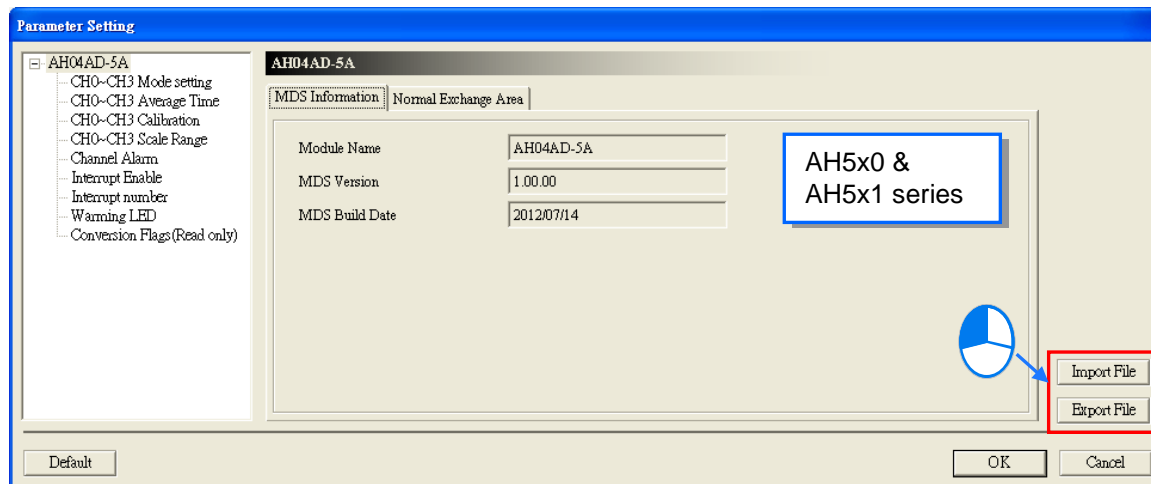 Parameter Setting
AH04AD-5A
CH0~CH3 Mode setting
CH0~CH3 Average Time
CH0~CH3 Calibration
CH0~CH3 Scale Range
Channel Alarm
Interrupt Enable
Interrupt number
Warming LED
Conversion Flags(Read only)
AH04AD-5A
MDS Information
Normal Exchange Area
Module Name
AH04AD-5A
MDS Version
1.00.00
MDS Build Date
2012/07/14
AH5x0 &
AH5x1 series
Import File
Export File
Default
OK
Cancel